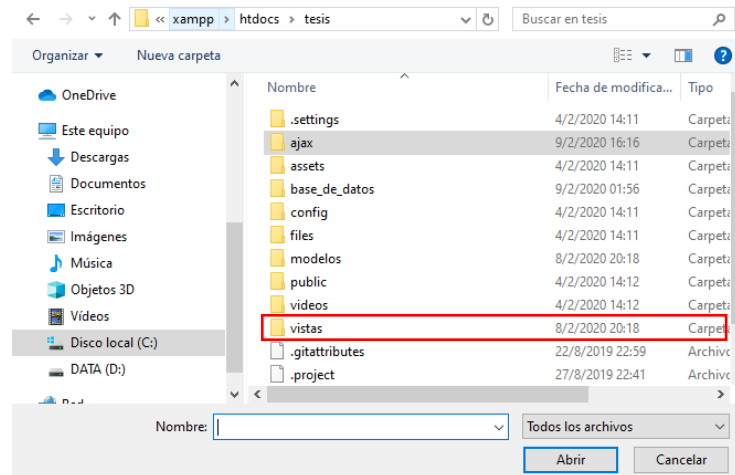 « xampp › htdocs › tesis Buscar en tesis
Organizar Nueva carpeta
Nombre Fecha de modifica... Tipo
OneDrive
Este equipo
Descargas
Documentos
Escritorio
Imágenes
Música
Objetos 3D
Vídeos
Disco local (C:)
DATA (D:)
.settings 4/2/2020 14:11 Carpeta
ajax 9/2/2020 16:16 Carpeta
assets 4/2/2020 14:11 Carpeta
base_de_datos 9/2/2020 01:56 Carpeta
config 4/2/2020 14:11 Carpeta
files 4/2/2020 14:11 Carpeta
modelos 8/2/2020 20:18 Carpeta
public 4/2/2020 14:12 Carpeta
videos 4/2/2020 14:12 Carpeta
vistas 8/2/2020 20:18 Carpeta
.gitattributes 22/8/2019 22:59 Archivo
.project 27/8/2019 22:41 Archivo
Nombre: Todos los archivos
Abrir Cancelar